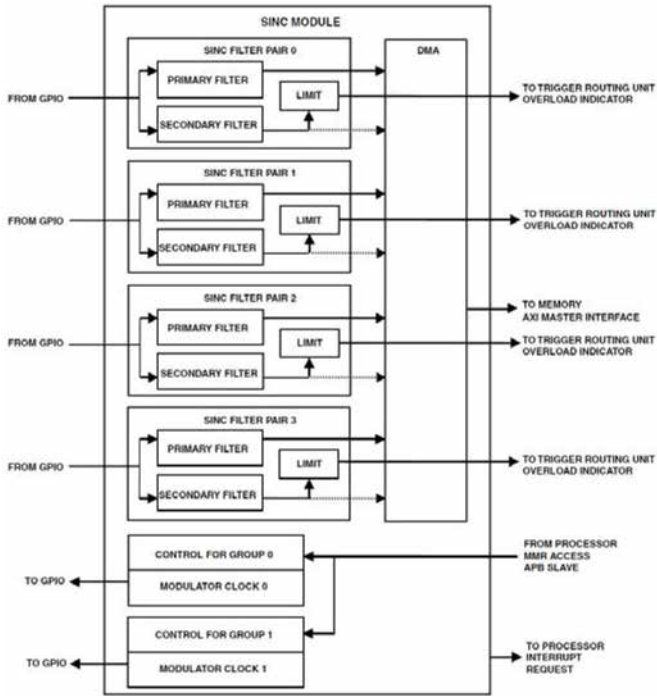 SINC MODULE
SINC FILTER PAIR 0
DMA
PRIMARY FILTER
LIMIT
SECONDARY FILTER
FROM GPIO
TO TRIGGER ROUTING UNIT
OVERLOAD INDICATOR
SINC FILTER PAIR 1
PRIMARY FILTER
LIMIT
SECONDARY FILTER
FROM GPIO
TO TRIGGER ROUTING UNIT
OVERLOAD INDICATOR
SINC FILTER PAIR 2
TO MEMORY
AXI MASTER INTERFACE
PRIMARY FILTER
LIMIT
SECONDARY FILTER
FROM GPIO
TO TRIGGER ROUTING UNIT
OVERLOAD INDICATOR
SINC FILTER PAIR 3
PRIMARY FILTER
LIMIT
SECONDARY FILTER
FROM GPIO
TO TRIGGER ROUTING UNIT
OVERLOAD INDICATOR
CONTROL FOR GROUP 0
FROM PROCESSOR
MMR ACCESS
APB SLAVE
TO GPIO
MODULATOR CLOCK 0
CONTROL FOR GROUP 1
TO GPIO
MODULATOR CLOCK 1
TO PROCESSOR
INTERRUPT
REQUEST